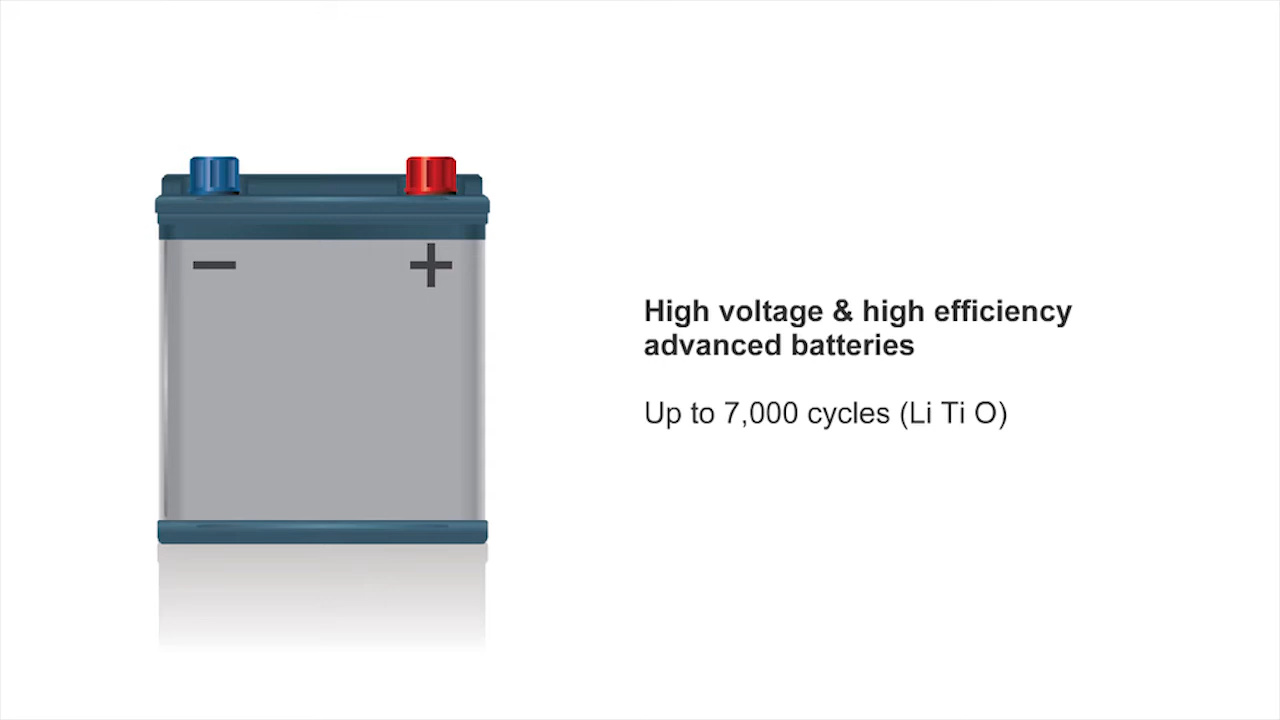 − +
High voltage & high efficiency
advanced batteries
Up to 7,000 cycles (Li Ti O)